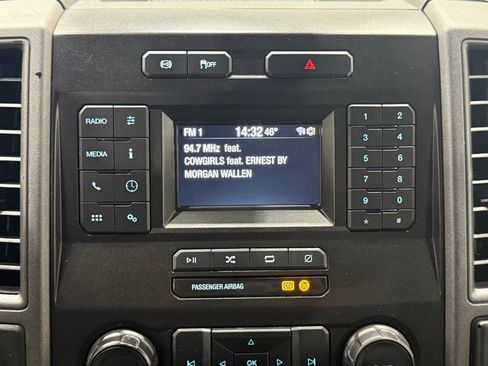 OFF
RADIO
MEDIA
FM 1 14:32 46°
94.7 MHz feat.
COWGIRLS feat. ERNEST BY
MORGAN WALLEN
1 2
3 4
5 6
7 8
9 0
* #
PASSENGER AIRBAG
OK